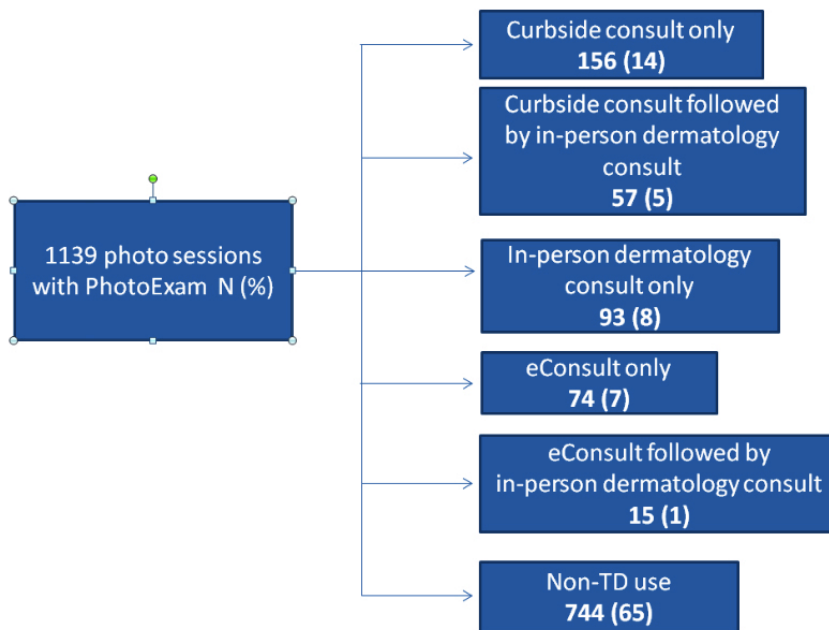 Curbside consult only
156 (14)
Curbside consult followed
by in-person dermatology
consult
57 (5)
1139 photo sessions
with PhotoExam N (%)
In-person dermatology
consult only
93 (8)
eConsult only
74 (7)
eConsult followed by
in-person dermatology consult
15 (1)
Non-TD use
744 (65)